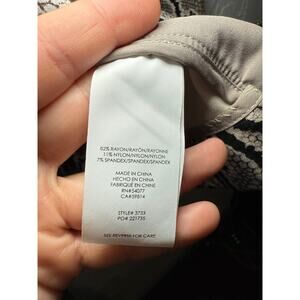 82% RAYON/RAYÓN/RAYONNE
11% NYLON/NYLON/NYLON
7% SPANDEX/SPANDEX/SPANDEX
MADE IN CHINA
HECHO EN CHINA
FABRIQUÉ EN CHINE
RN#54077
CA#59814
STYLE# 3733
PO# 221735
SEE REVERSE FOR CARE